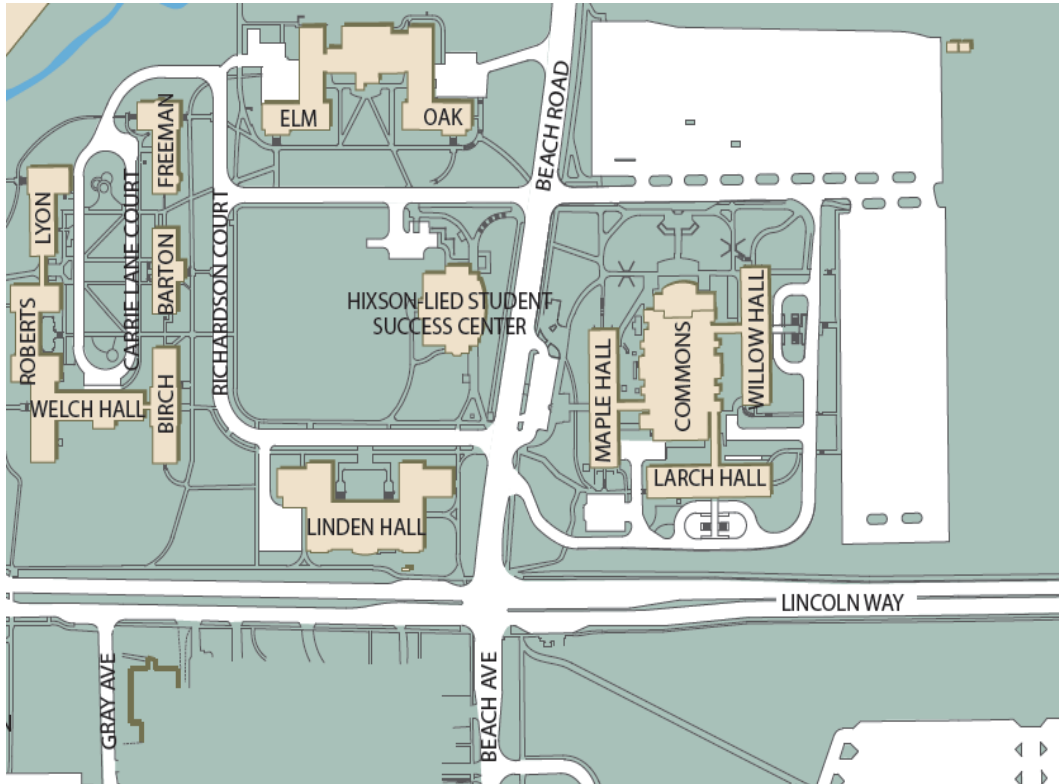 ELM
OAK
BEACH ROAD
FREEMAN
LYON
CARRIE LANE COURT
RICHARDSON COURT
BARTON
HIXSON-LIED STUDENT
SUCCESS CENTER
ROBERTS
WELCH HALL
BIRCH
MAPLE HALL
COMMONS
WILLOW HALL
LARCH HALL
LINDEN HALL
LINCOLN WAY
GRAY AVE
BEACH AVE